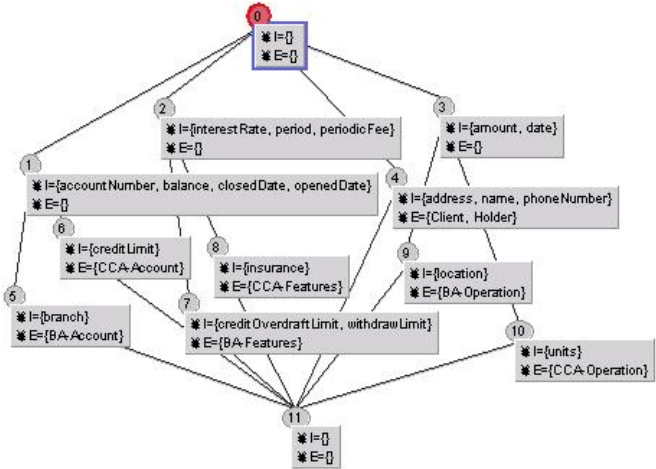 0
I={}
E={}
2
I={interestRate, period, periodicFee}
E={}
3
I={amount, date}
E={}
1
I={accountNumber, balance, closedDate, openedDate}
E={}
4
I={address, name, phoneNumber}
E={Client, Holder}
6
I={creditLimit}
E={CCA-Account}
8
I={insurance}
E={CCA-Features}
9
I={location}
E={BA-Operation}
5
I={branch}
E={BA-Account}
7
I={creditOverdraftLimit, withdrawLimit}
E={BA-Features}
10
I={units}
E={CCA-Operation}
11
I={}
E={}